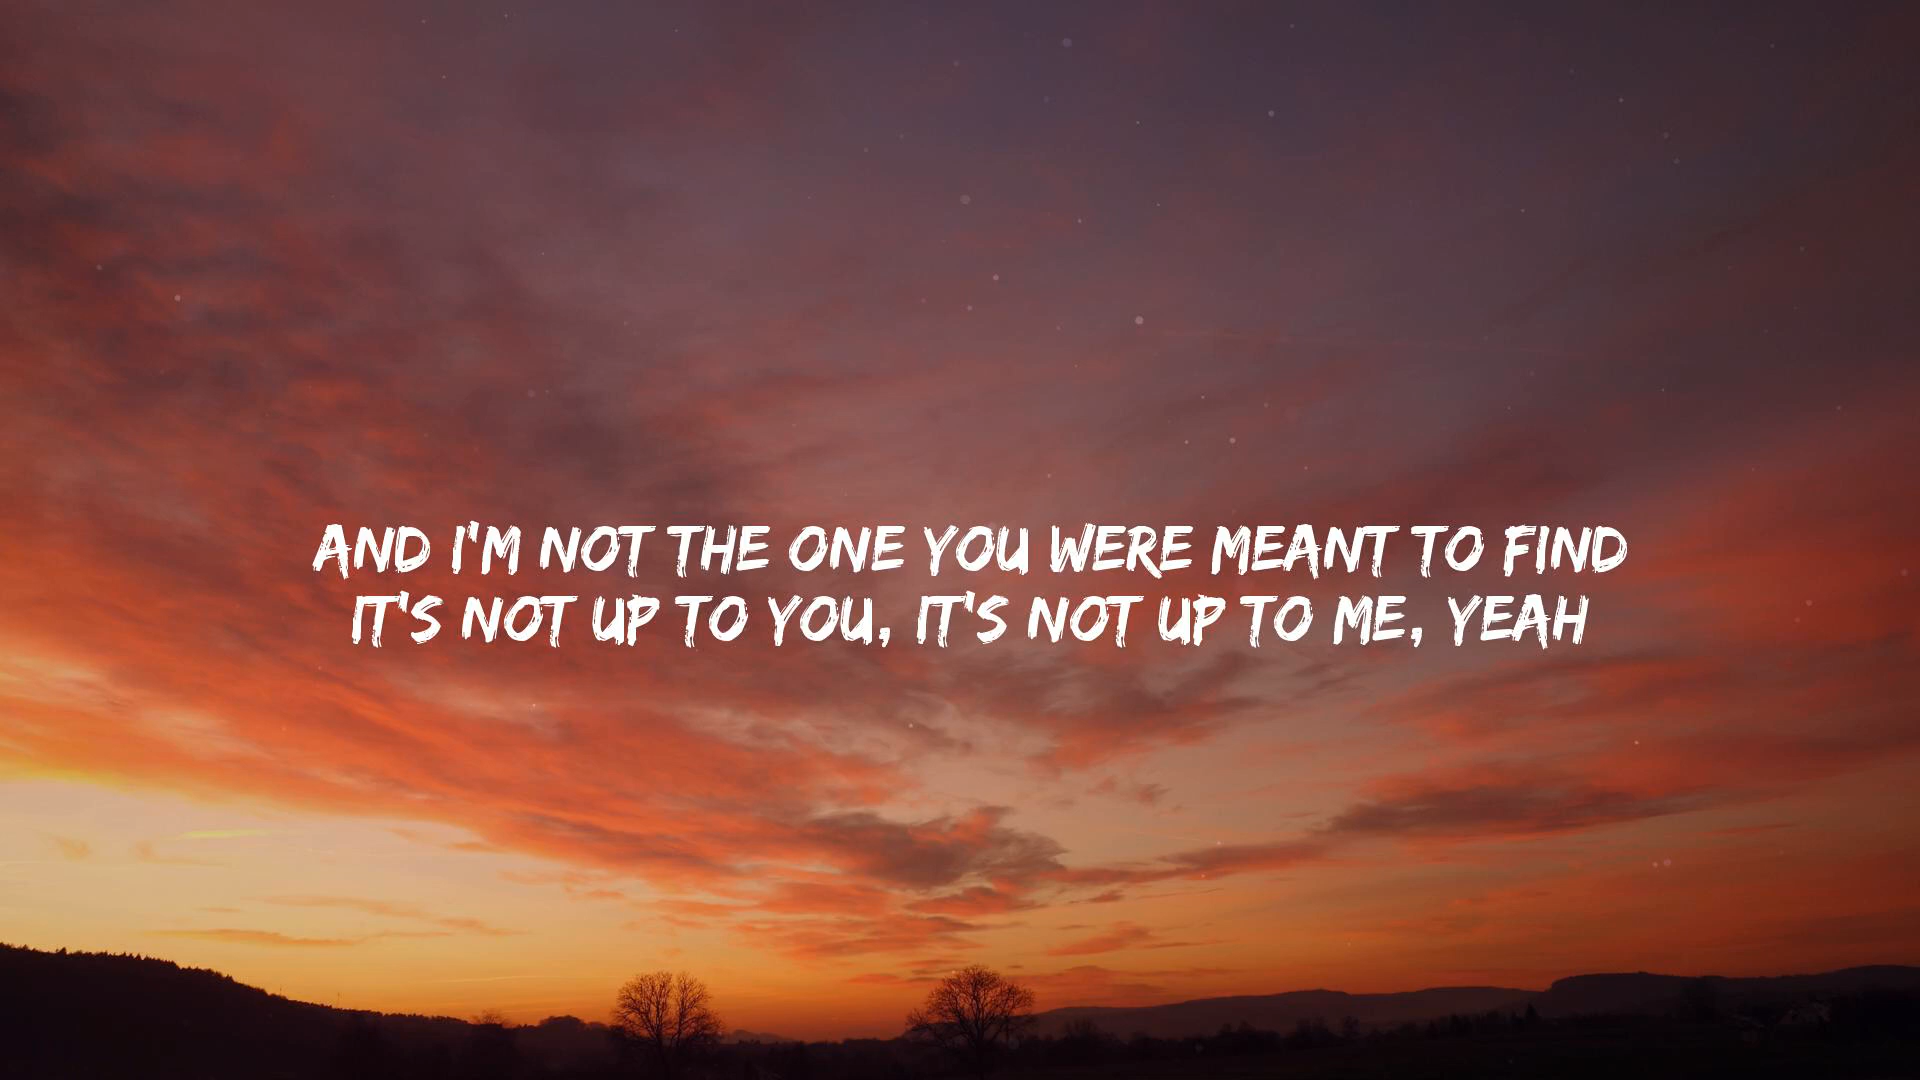 AND I'M NOT THE ONE YOU WERE MEANT TO FIND
IT'S NOT UP TO YOU, IT'S NOT UP TO ME, YEAH